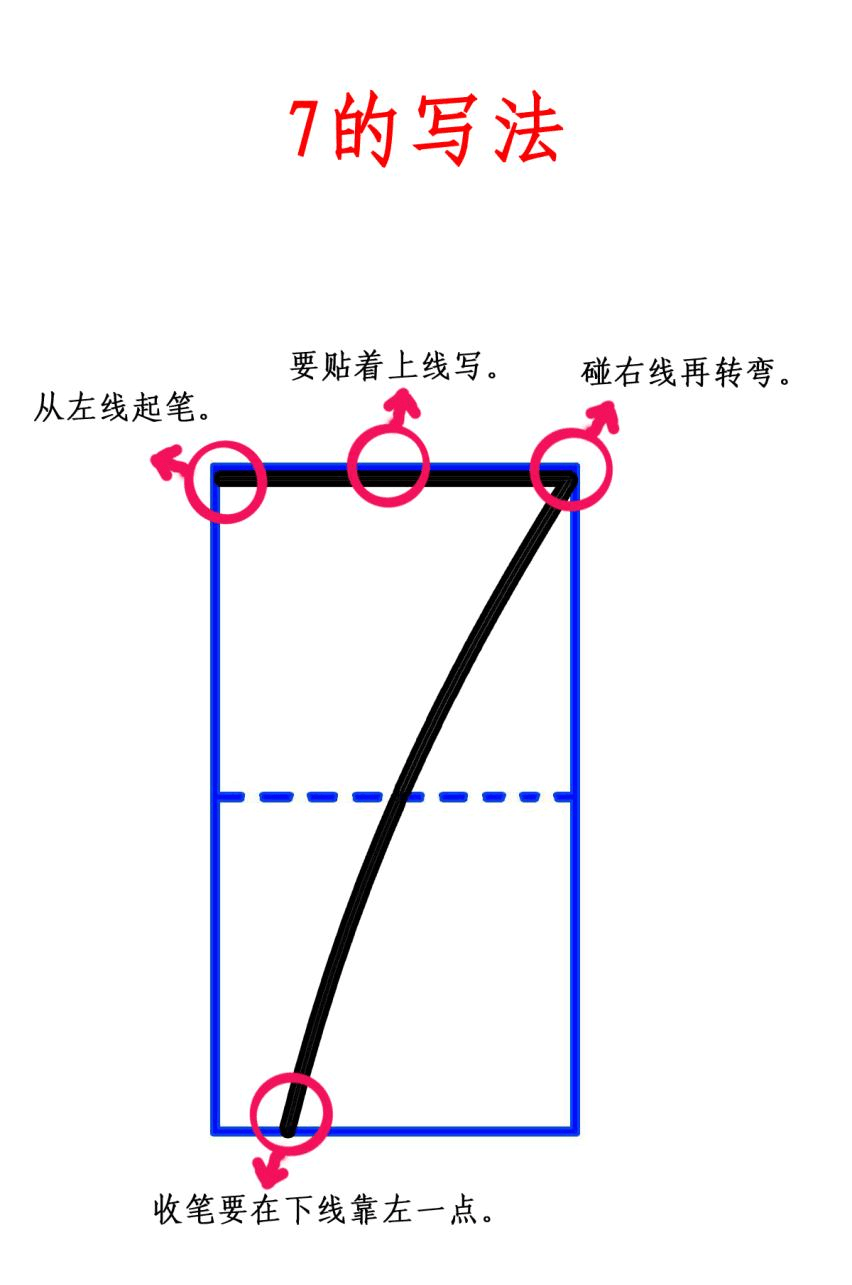 7的写法
要贴着上线写。
碰右线再转弯。
从左线起笔。
收笔要在下线靠左一点。